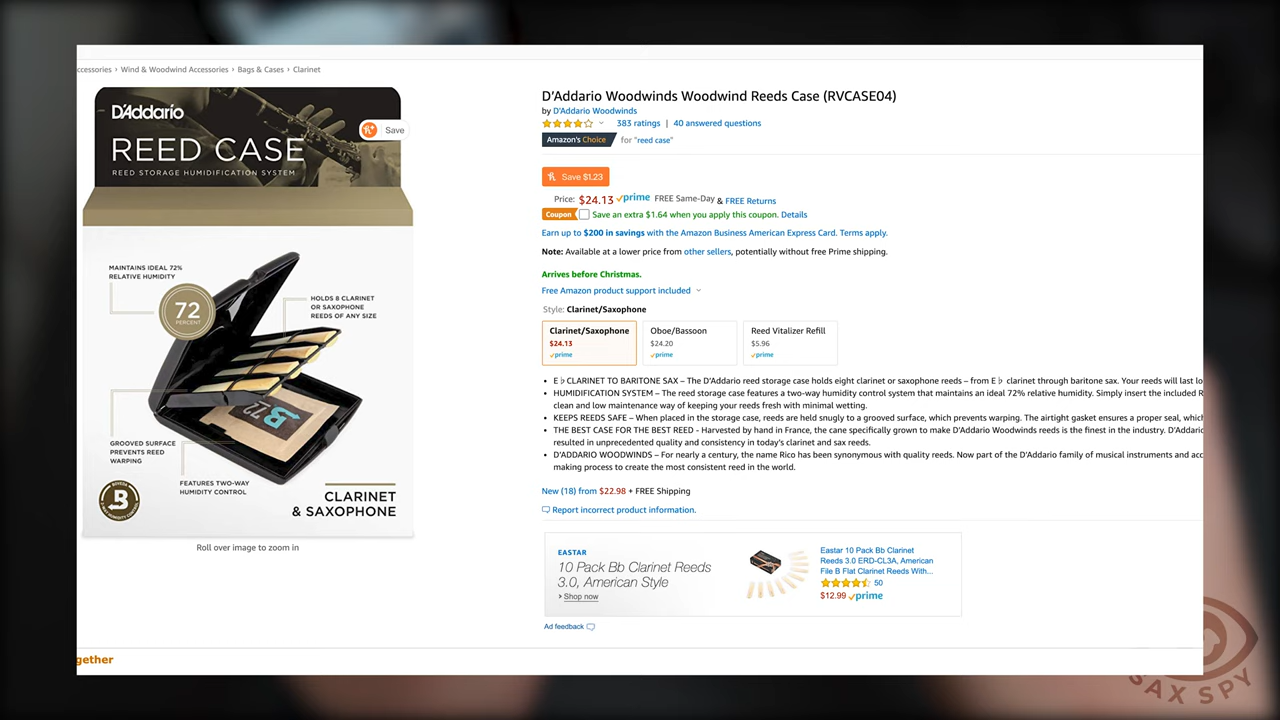 ccessories › Wind & Woodwind Accessories › Bags & Cases › Clarinet
D'Addario
REED CASE
REED STORAGE HUMIDIFICATION SYSTEM
Save
MAINTAINS IDEAL 72%
RELATIVE HUMIDITY
72
PERCENT
HOLDS 8 CLARINET
OR SAXOPHONE
REEDS OF ANY SIZE
72
B
GROOVED SURFACE
PREVENTS REED
WARPING
FEATURES TWO-WAY
HUMIDITY CONTROL
B
CLARINET
& SAXOPHONE
Roll over image to zoom in
D'Addario Woodwinds Woodwind Reeds Case (RVCASE04)
by D'Addario Woodwinds
383 ratings | 40 answered questions
Amazon's Choice for "reed case"
Save $1.23
Price: $24.13 prime FREE Same-Day & FREE Returns
Coupon Save an extra $1.64 when you apply this coupon. Details
Earn up to $200 in savings with the Amazon Business American Express Card. Terms apply.
Note: Available at a lower price from other sellers, potentially without free Prime shipping.
Arrives before Christmas.
Free Amazon product support included
Style: Clarinet/Saxophone
Clarinet/Saxophone Oboe/Bassoon Reed Vitalizer Refill
$24.13 $24.20 $5.96
prime prime prime
• E♭CLARINET TO BARITONE SAX – The D'Addario reed storage case holds eight clarinet or saxophone reeds – from E♭ clarinet through baritone sax. Your reeds will last lo
• HUMIDIFICATION SYSTEM – The reed storage case features a two-way humidity control system that maintains an ideal 72% relative humidity. Simply insert the included R
clean and low maintenance way of keeping your reeds fresh with minimal wetting.
• KEEPS REEDS SAFE – When placed in the storage case, reeds are held snugly to a grooved surface, which prevents warping. The airtight gasket ensures a proper seal, whic
• THE BEST CASE FOR THE BEST REED - Harvested by hand in France, the cane specifically grown to make D'Addario Woodwinds reeds is the finest in the industry. D'Addari
resulted in unprecedented quality and consistency in today's clarinet and sax reeds.
• D'ADDARIO WOODWINDS – For nearly a century, the name Rico has been synonymous with quality reeds. Now part of the D'Addario family of musical instruments and acc
making process to create the most consistent reed in the world.
New (18) from $22.98 + FREE Shipping
Report incorrect product information.
EASTAR
10 Pack Bb Clarinet Reeds
3.0, American Style
› Shop now
Eastar 10 Pack Bb Clarinet
Reeds 3.0 ERD-CL3A, American
File B Flat Clarinet Reeds With...
50
$12.99 prime
Ad feedback
gether
SAX SPY